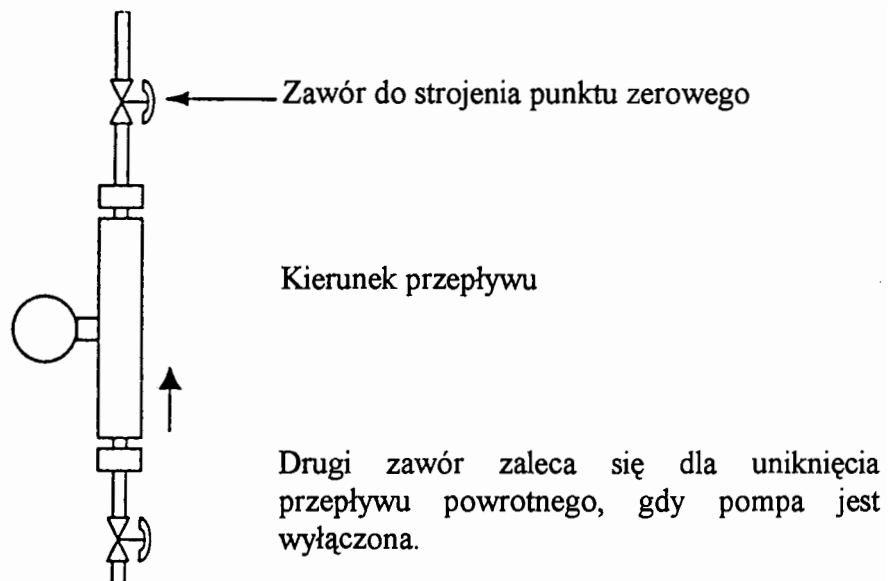 Zawór do strojenia punktu zerowego
Kierunek przepływu
Drugi zawór zaleca się dla uniknięcia
przepływu powrotnego, gdy pompa jest
wyłączona.